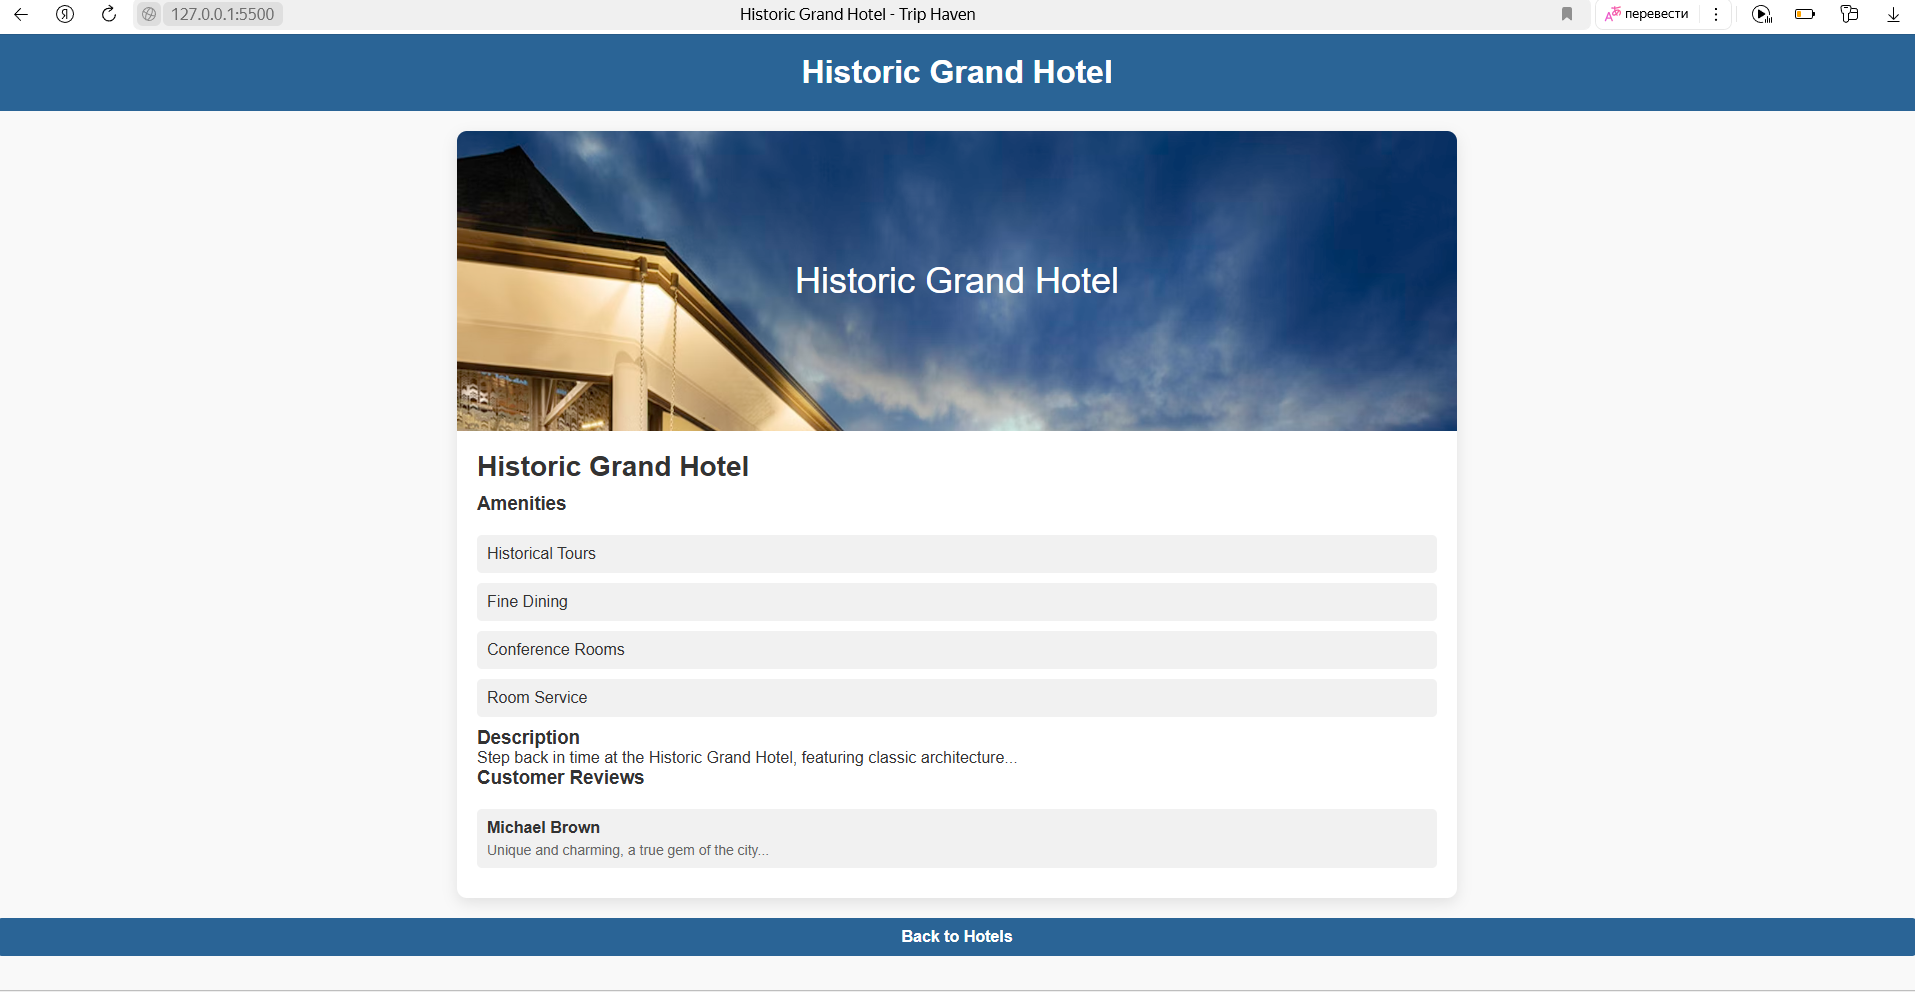 127.0.0.1:5500
Historic Grand Hotel - Trip Haven
перевести
Historic Grand Hotel
Historic Grand Hotel
Historic Grand Hotel
Amenities
Historical Tours
Fine Dining
Conference Rooms
Room Service
Description
Step back in time at the Historic Grand Hotel, featuring classic architecture...
Customer Reviews
Michael Brown
Unique and charming, a true gem of the city...
Back to Hotels